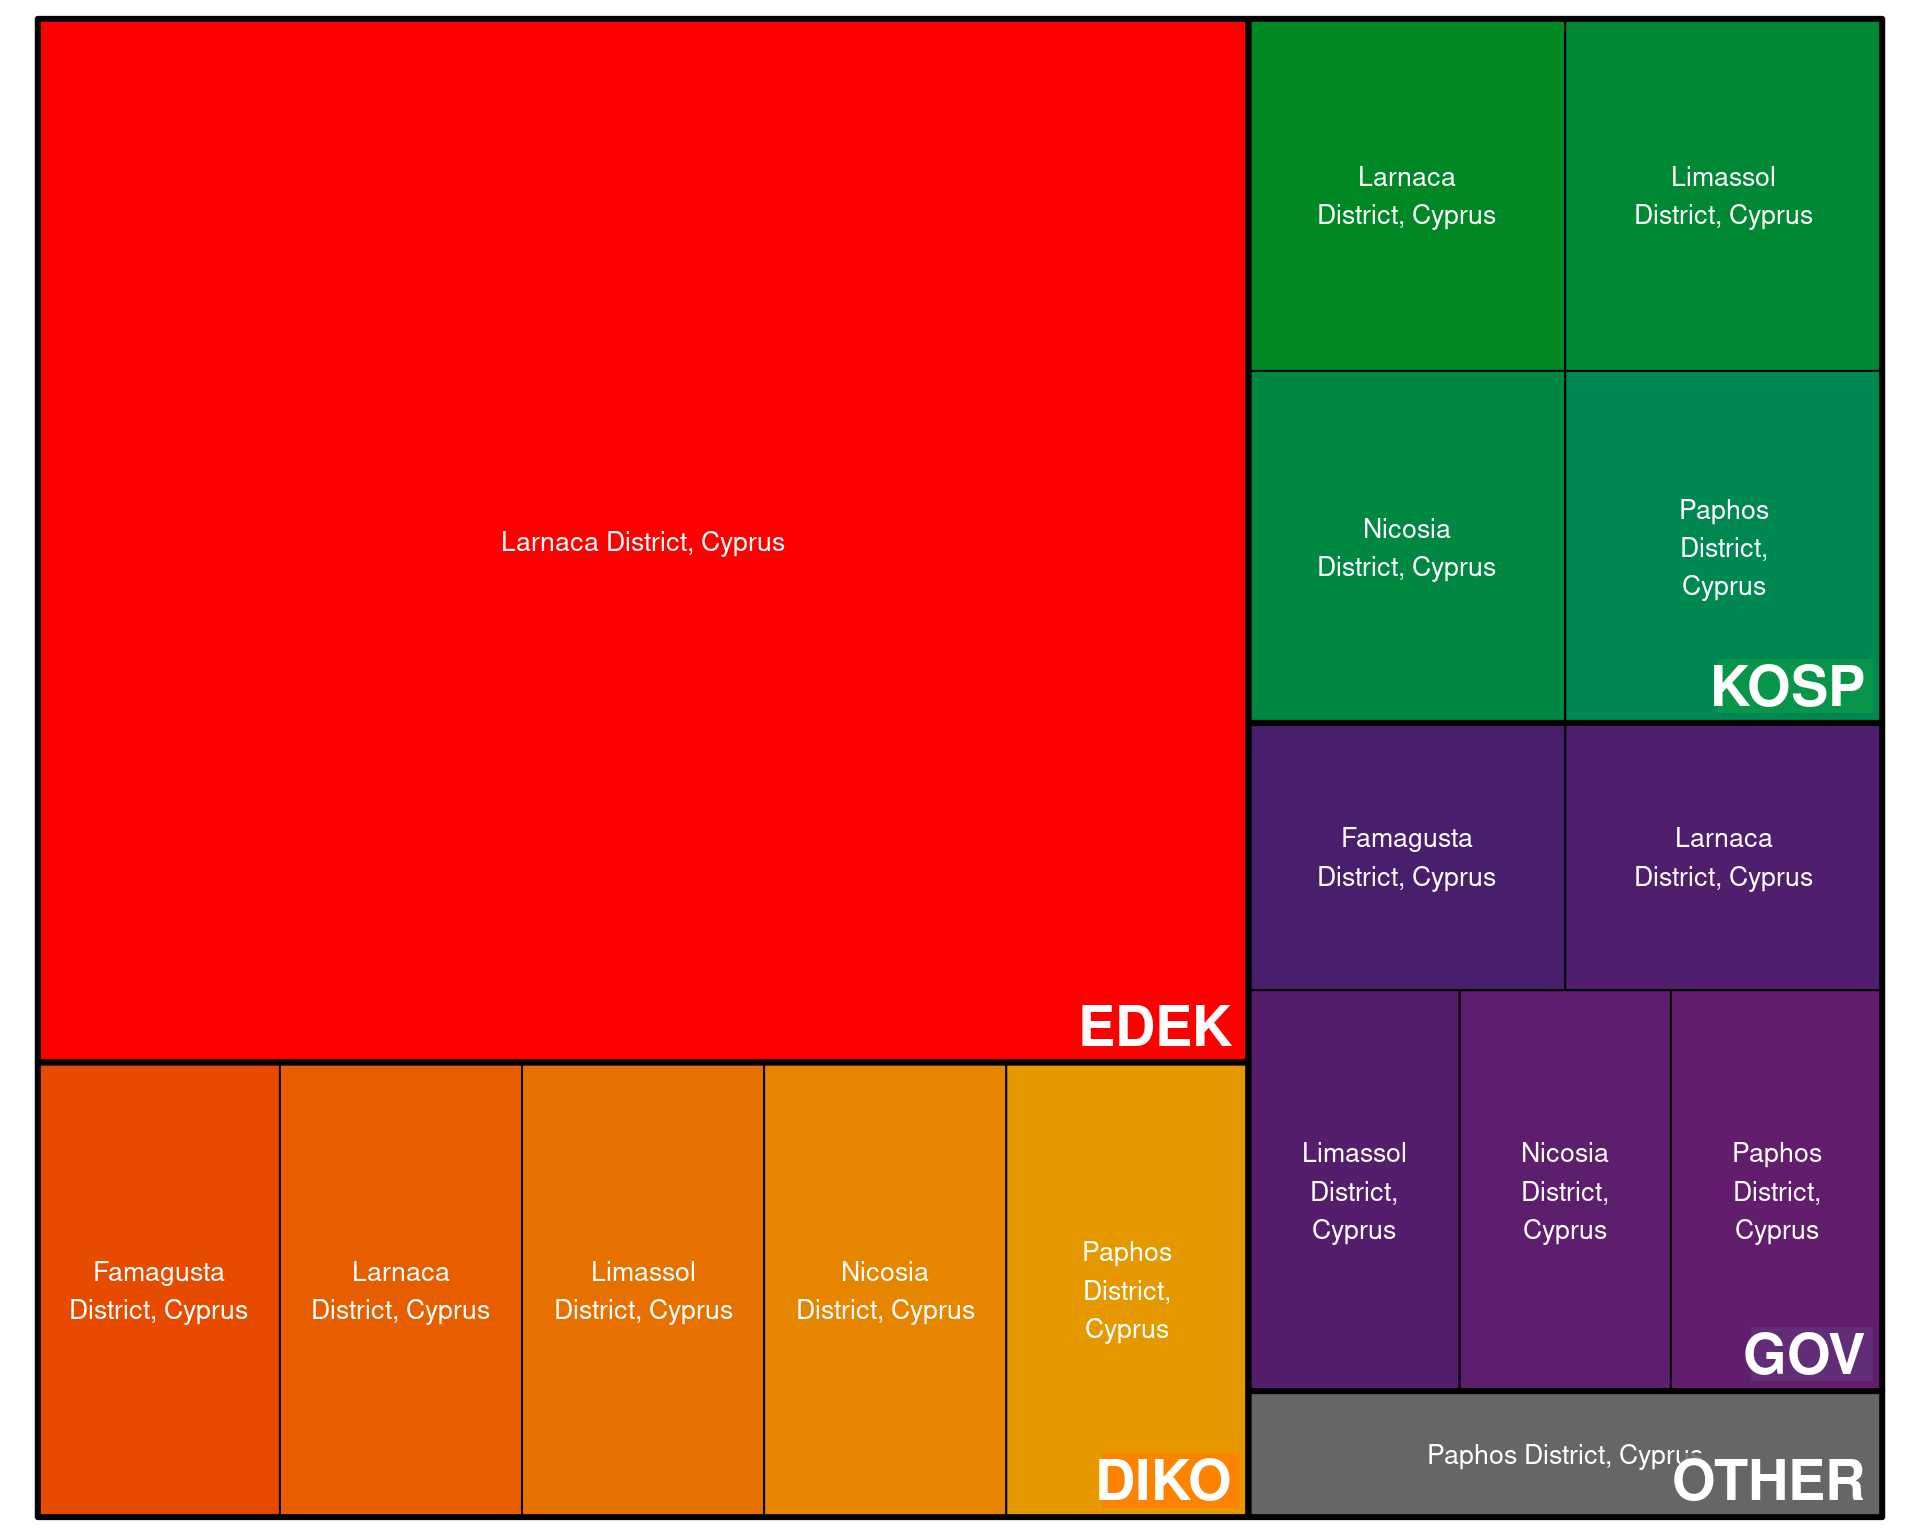 Larnaca District, Cyprus
EDEK
Famagusta
District, Cyprus
Larnaca
District, Cyprus
Limassol
District, Cyprus
Nicosia
District, Cyprus
Paphos
District,
Cyprus
DIKO
Larnaca
District, Cyprus
Limassol
District, Cyprus
Nicosia
District, Cyprus
Paphos
District,
Cyprus
KOSP
Famagusta
District, Cyprus
Larnaca
District, Cyprus
Limassol
District,
Cyprus
Nicosia
District,
Cyprus
Paphos
District,
Cyprus
GOV
Paphos District, Cyprus
OTHER